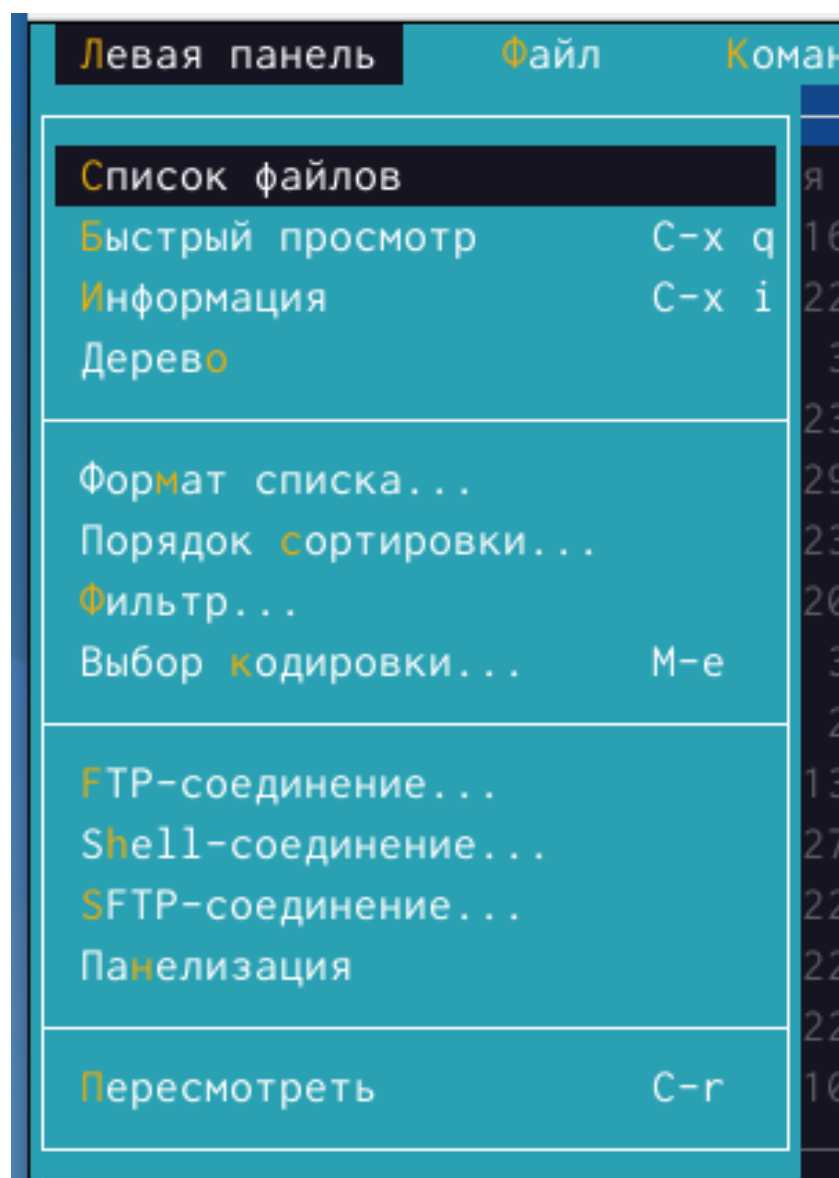 Левая панель Файл
Список файлов
Быстрый просмотр C-x q
Информация C-x i
Дерево
Формат списка...
Порядок сортировки...
Фильтр...
Выбор кодировки... M-e
FTP-соединение...
Shell-соединение...
SFTP-соединение...
Панелизация
Пересмотреть C-r